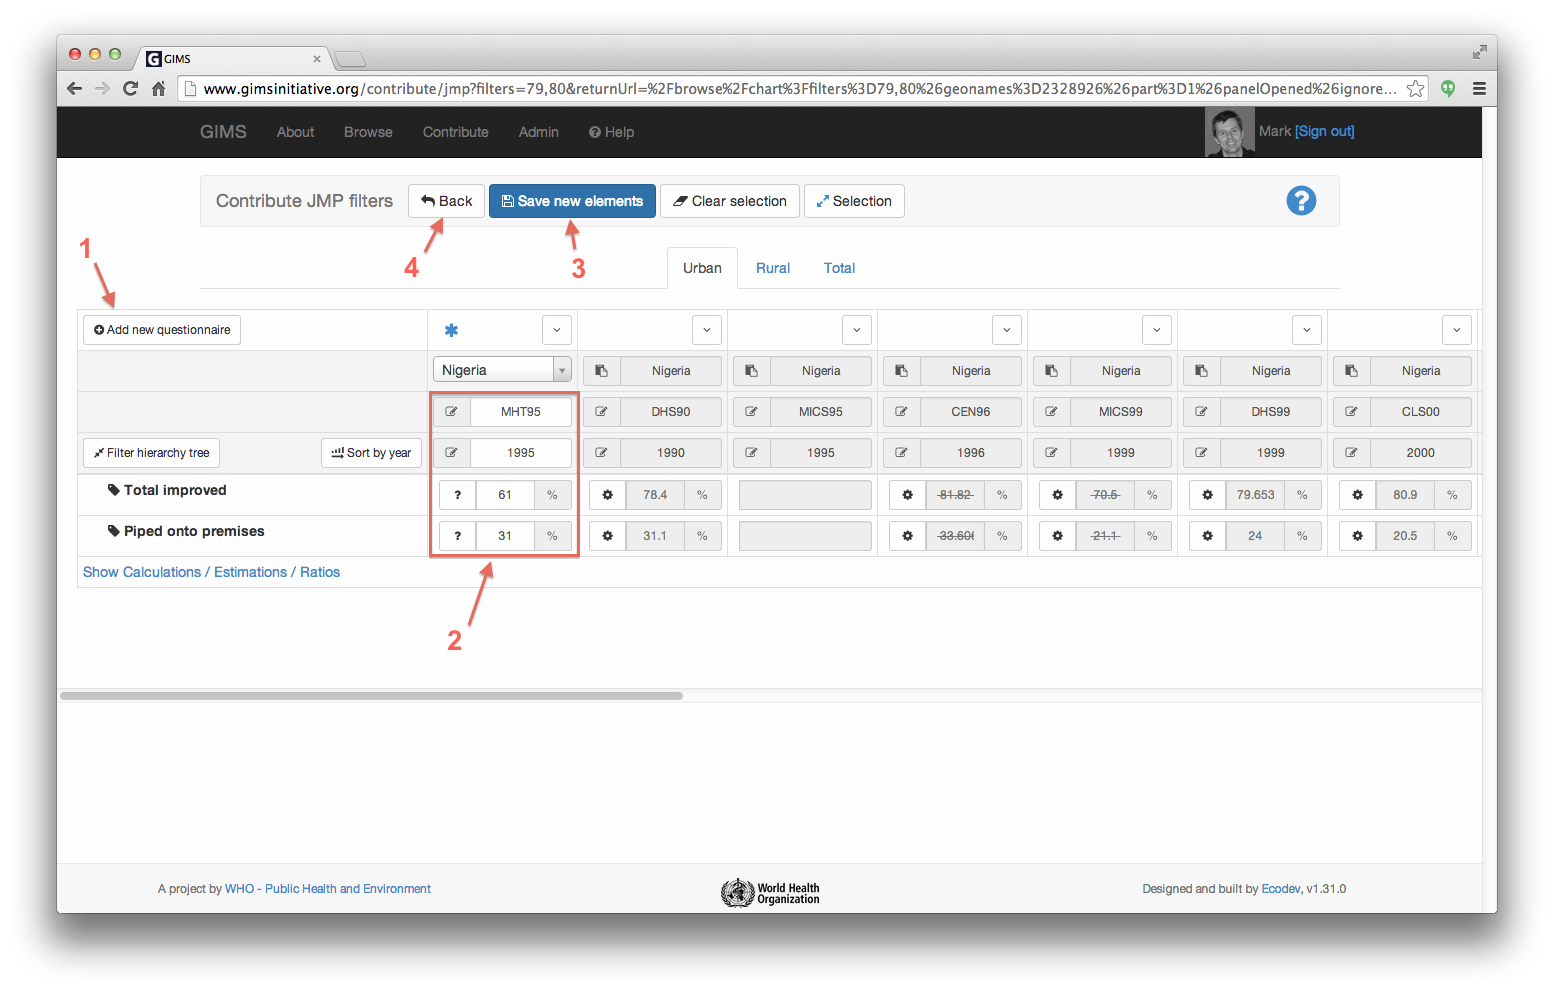 GIMS
www.gimsinitiative.org/contribute/jmp?filters=79,80&returnUrl=%2Fbrowse%2Fchart%3Ffilters%3D79,80%26geonames%3D2328926%26part%3D1%26panelOpened%26ignore...
GIMS About Browse Contribute Admin ? Help Mark [Sign out]
Contribute JMP filters Back Save new elements Clear selection Selection ?
1 4 3
Urban Rural Total
Add new questionnaire
Nigeria Nigeria Nigeria Nigeria Nigeria Nigeria Nigeria
MHT95 DHS90 MICS95 CEN96 MICS99 DHS99 CLS00
Filter hierarchy tree Sort by year 1995 1990 1995 1996 1999 1999 2000
Total improved ? 61 % 78.4 % 81.82 % 70.5 % 79.653 % 80.9 %
Piped onto premises ? 31 % 31.1 % 33.606 % 21.1 % 24 % 20.5 %
Show Calculations / Estimations / Ratios
2
A project by WHO - Public Health and Environment World Health Organization Designed and built by Ecodev, v1.31.0